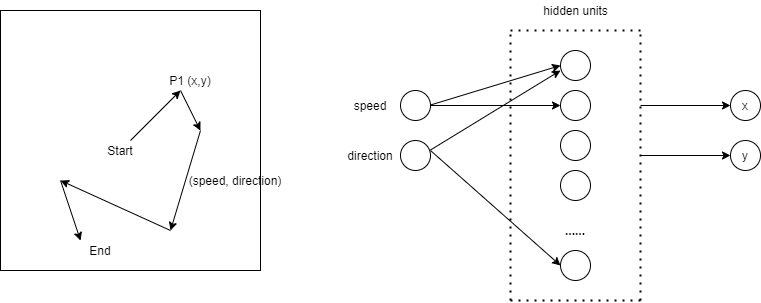 P1 (x,y)
Start
(speed, direction)
End
hidden units
speed
direction
x
y
......